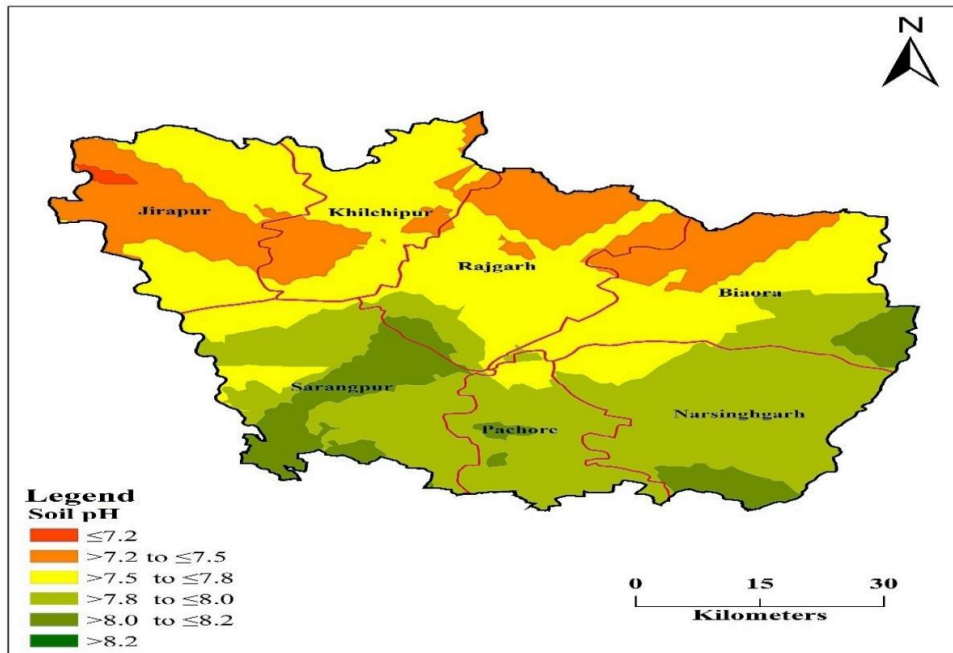 N
Jirapur
Khilchipur
Rajgarh
Biaora
Sarangpur
Pachore
Narsinghgarh
Legend
Soil pH
≤7.2
>7.2 to ≤7.5
>7.5 to ≤7.8
>7.8 to ≤8.0
>8.0 to ≤8.2
>8.2
0 15 30
Kilometers